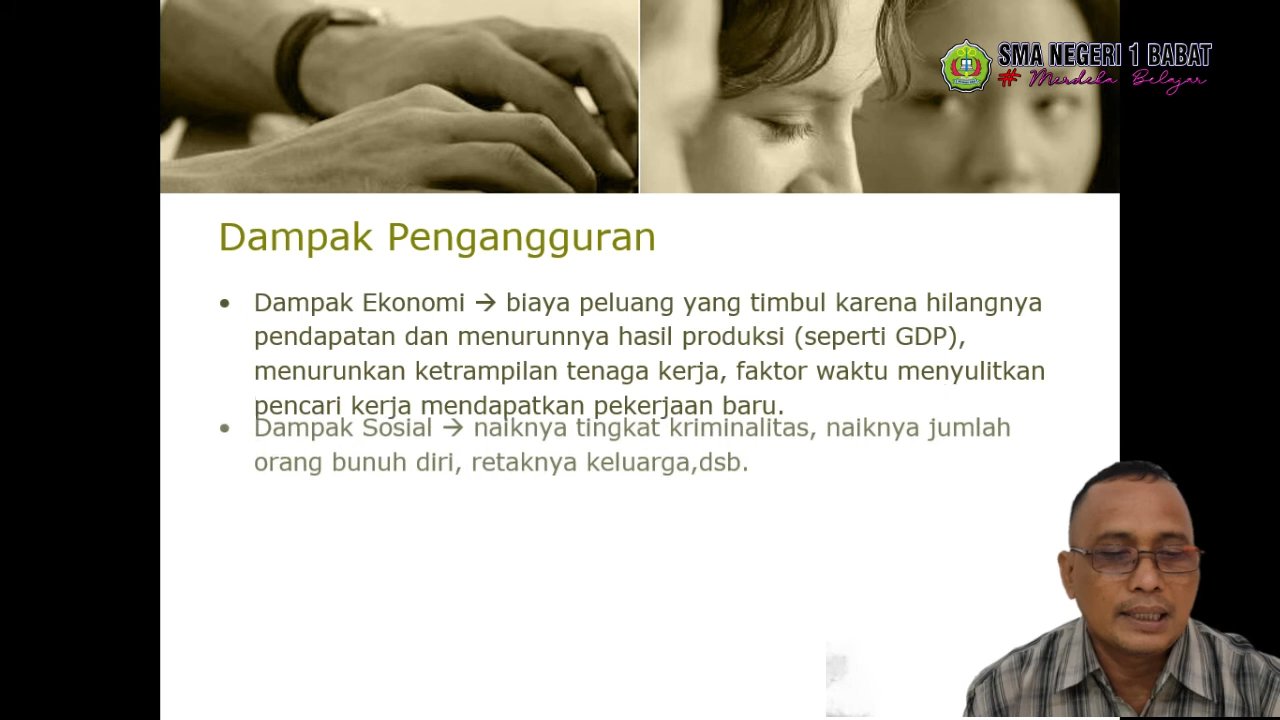 SMA NEGERI 1 BABAT
# Merdeka Belajar
Dampak Pengangguran
• Dampak Ekonomi → biaya peluang yang timbul karena hilangnya
pendapatan dan menurunnya hasil produksi (seperti GDP),
menurunkan ketrampilan tenaga kerja, faktor waktu menyulitkan
pencari kerja mendapatkan pekerjaan baru.
• Dampak Sosial → naiknya tingkat kriminalitas, naiknya jumlah
orang bunuh diri, retaknya keluarga,dsb.